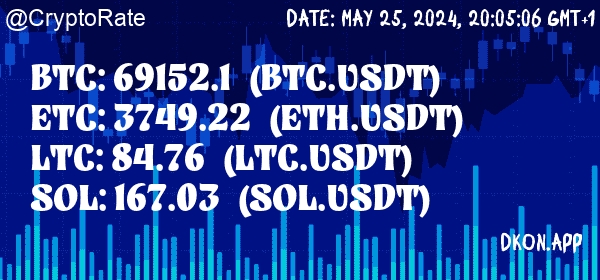 @CryptoRate
DATE: MAY 25, 2024, 20:05:06 GMT+1
BTC: 69152.1 (BTC.USDT)
ETC: 3749.22 (ETH.USDT)
LTC: 84.76 (LTC.USDT)
SOL: 167.03 (SOL.USDT)
DKON.APP